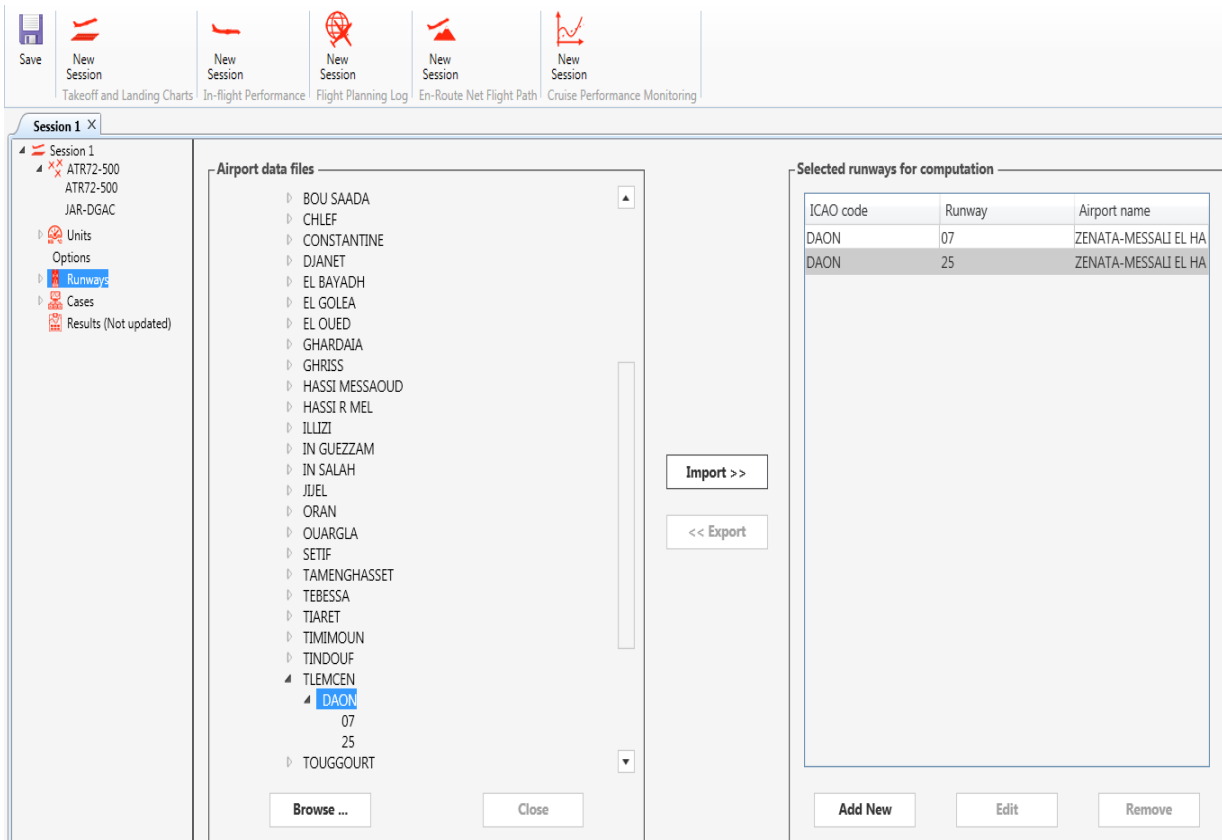 Save
New
Session
New
Session
New
Session
New
Session
New
Session
Takeoff and Landing Charts
In-flight Performance
Flight Planning Log
En-Route Net Flight Path
Cruise Performance Monitoring
Session 1 X
Session 1
ATR72-500
ATR72-500
JAR-DGAC
Units
Options
Runways
Cases
Results (Not updated)
Airport data files
BOU SAADA
CHLEF
CONSTANTINE
DJANET
EL BAYADH
EL GOLEA
EL OUED
GHARDAIA
GHRISS
HASSI MESSAOUD
HASSI R MEL
ILLIZI
IN GUEZZAM
IN SALAH
JIJEL
ORAN
OUARGLA
SETIF
TAMENGHASSET
TEBESSA
TIARET
TIMIMOUN
TINDOUF
TLEMCEN
DAON
07
25
TOUGGOURT
Browse ...
Close
Import >>
<< Export
Selected runways for computation
ICAO code Runway Airport name
DAON 07 ZENATA-MESSALI EL HA
DAON 25 ZENATA-MESSALI EL HA
Add New
Edit
Remove